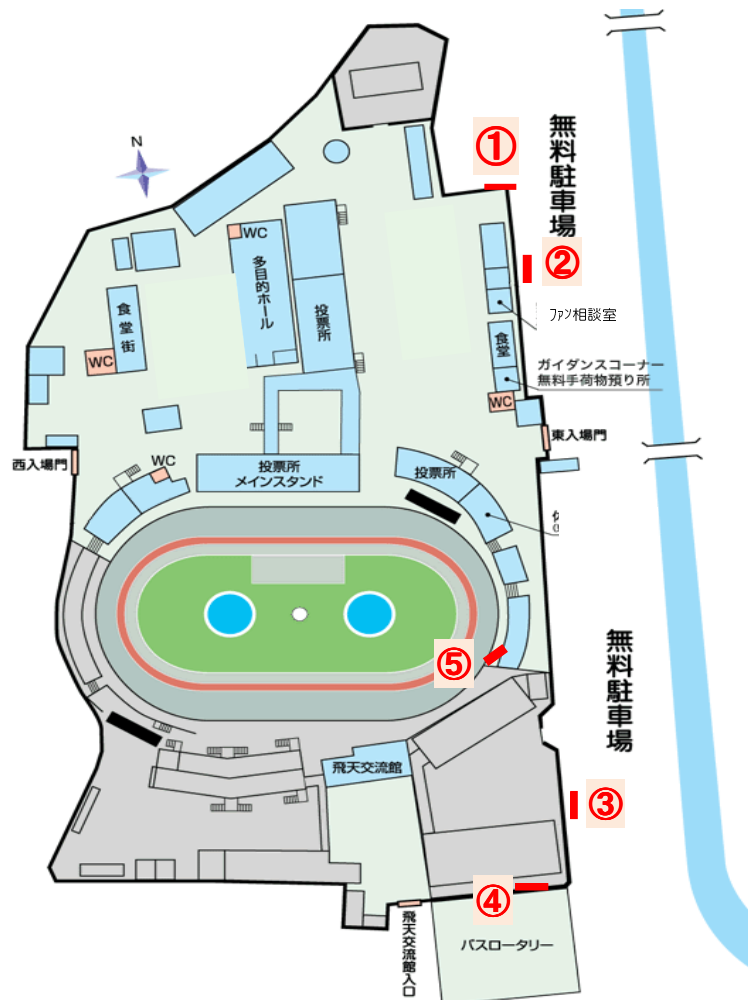 N
①
無料駐車場
②
WC
多目的ホール
投票所
食堂街
WC
ファン相談室
食堂
ガイダンスコーナー
無料手荷物預り所
WC
東入場門
西入場門
WC
投票所
メインスタンド
投票所
⑤
無料駐車場
飛天交流館
③
④
飛天交流館入口
バスロータリー